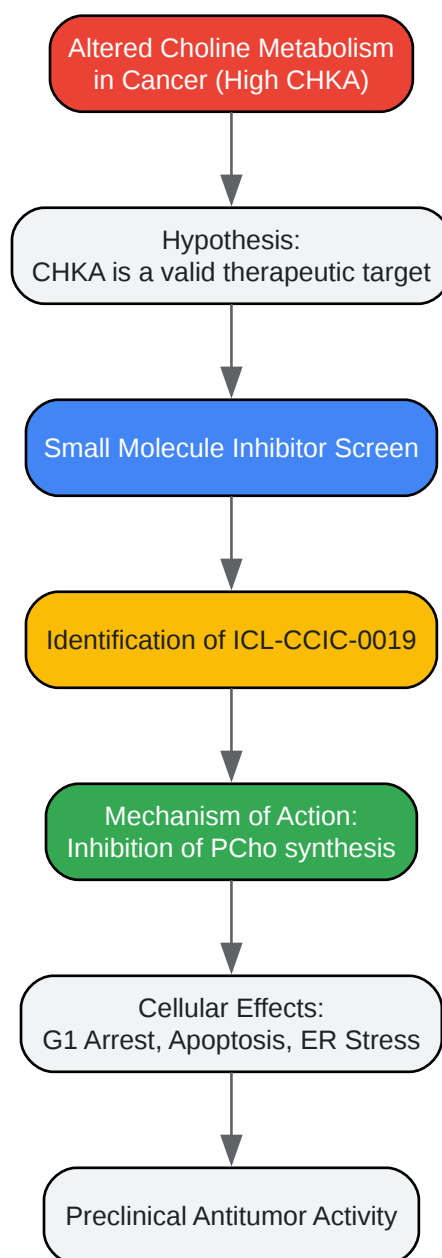 Altered Choline Metabolism
in Cancer (High CHKA)
Hypothesis:
CHKA is a valid therapeutic target
Small Molecule Inhibitor Screen
Identification of ICL-CCIC-0019
Mechanism of Action:
Inhibition of PCho synthesis
Cellular Effects:
G1 Arrest, Apoptosis, ER Stress
Preclinical Antitumor Activity